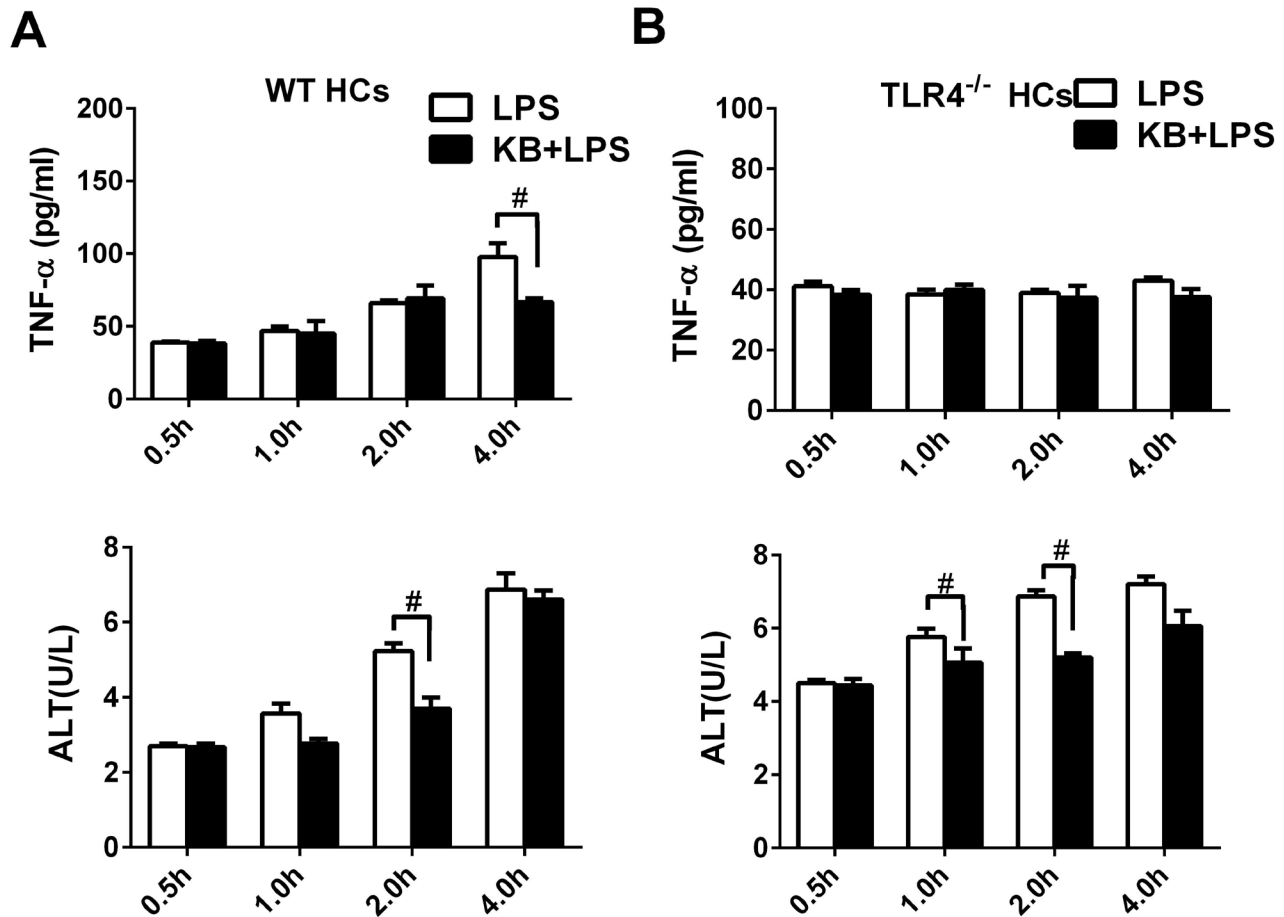 A
WT HCs
LPS
KB+LPS
TNF-α (pg/ml)
200
150
100
50
0
#
0.5h
1.0h
2.0h
4.0h
B
TLR4-/- HCs
LPS
KB+LPS
TNF-α (pg/ml)
100
80
60
40
20
0
0.5h
1.0h
2.0h
4.0h
ALT(U/L)
8
6
4
2
0
#
0.5h
1.0h
2.0h
4.0h
ALT(U/L)
8
6
4
2
0
#
#
0.5h
1.0h
2.0h
4.0h